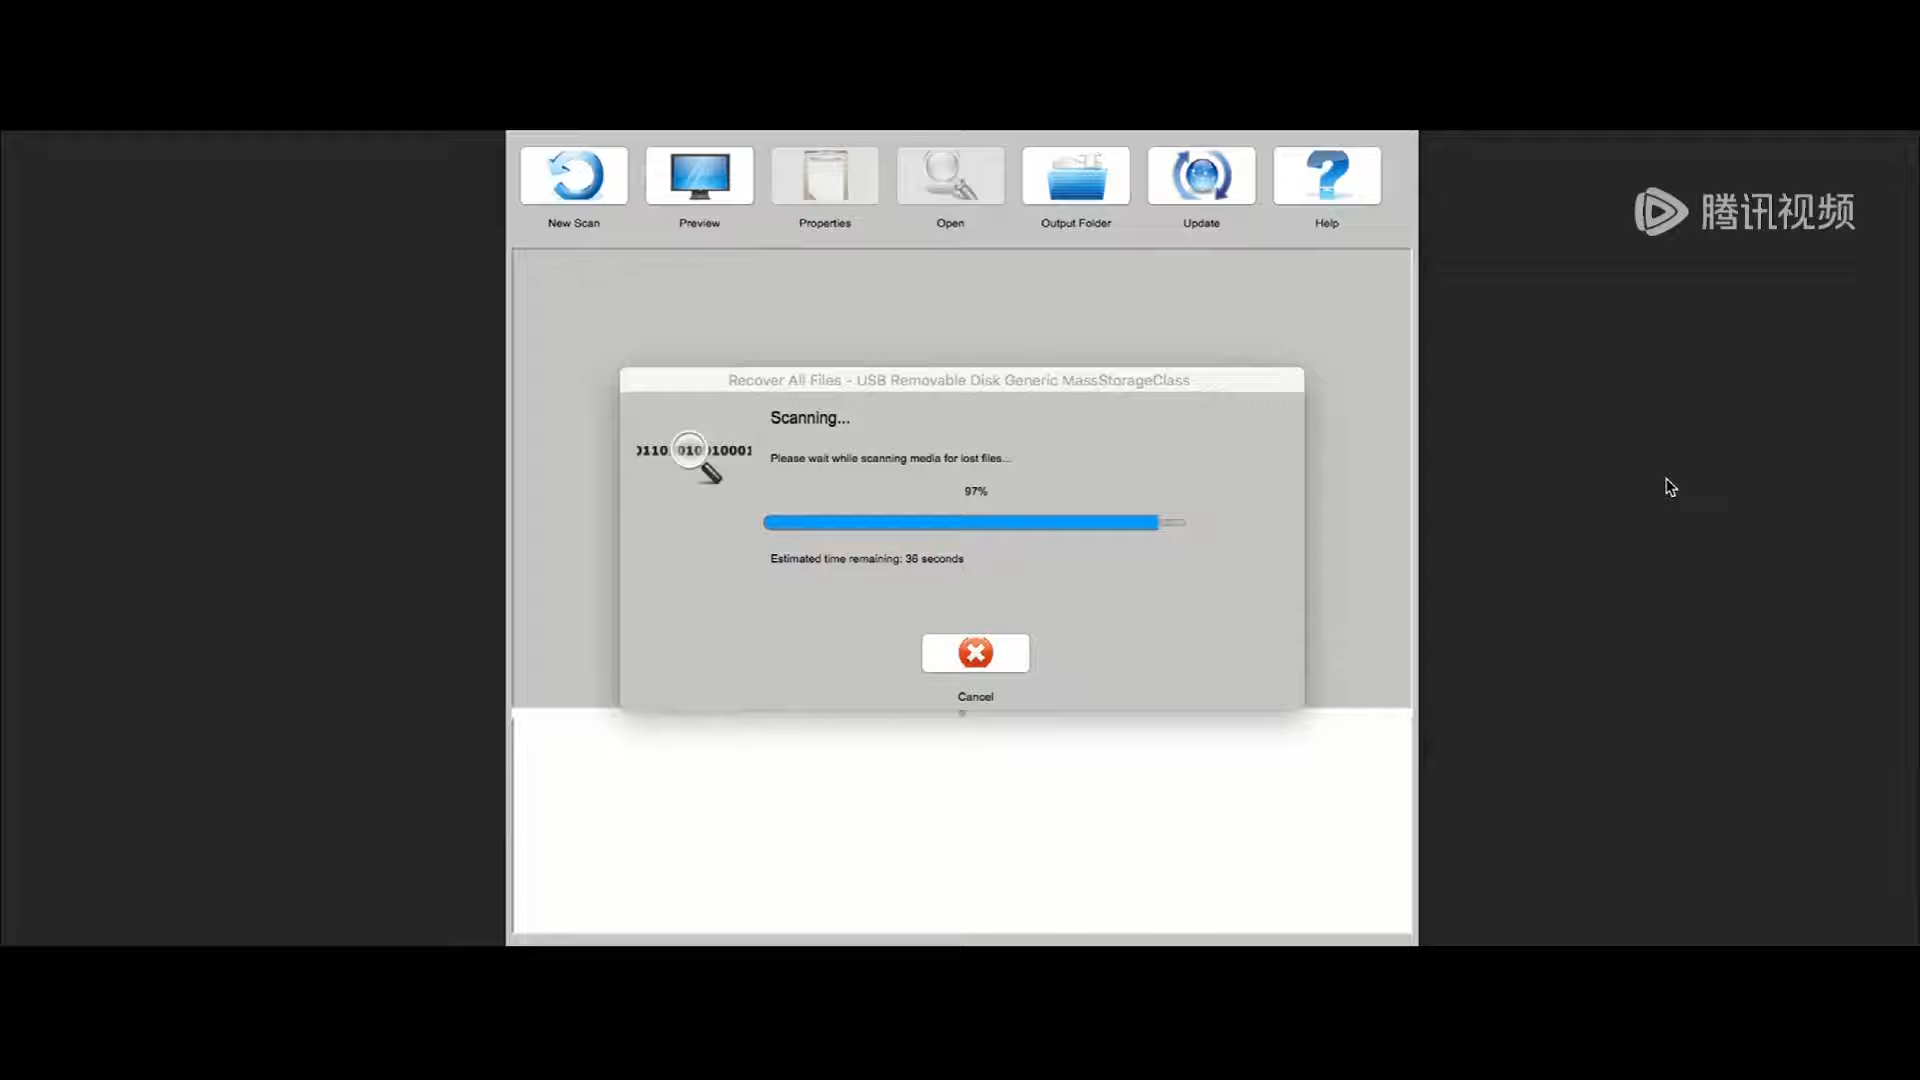 New Scan
Preview
Properties
Open
Output Folder
Update
Help
腾讯视频
Recover All Files - USB Removable Disk Generic MassStorageClass
Scanning...
Please wait while scanning media for lost files...
97%
Estimated time remaining: 36 seconds
Cancel